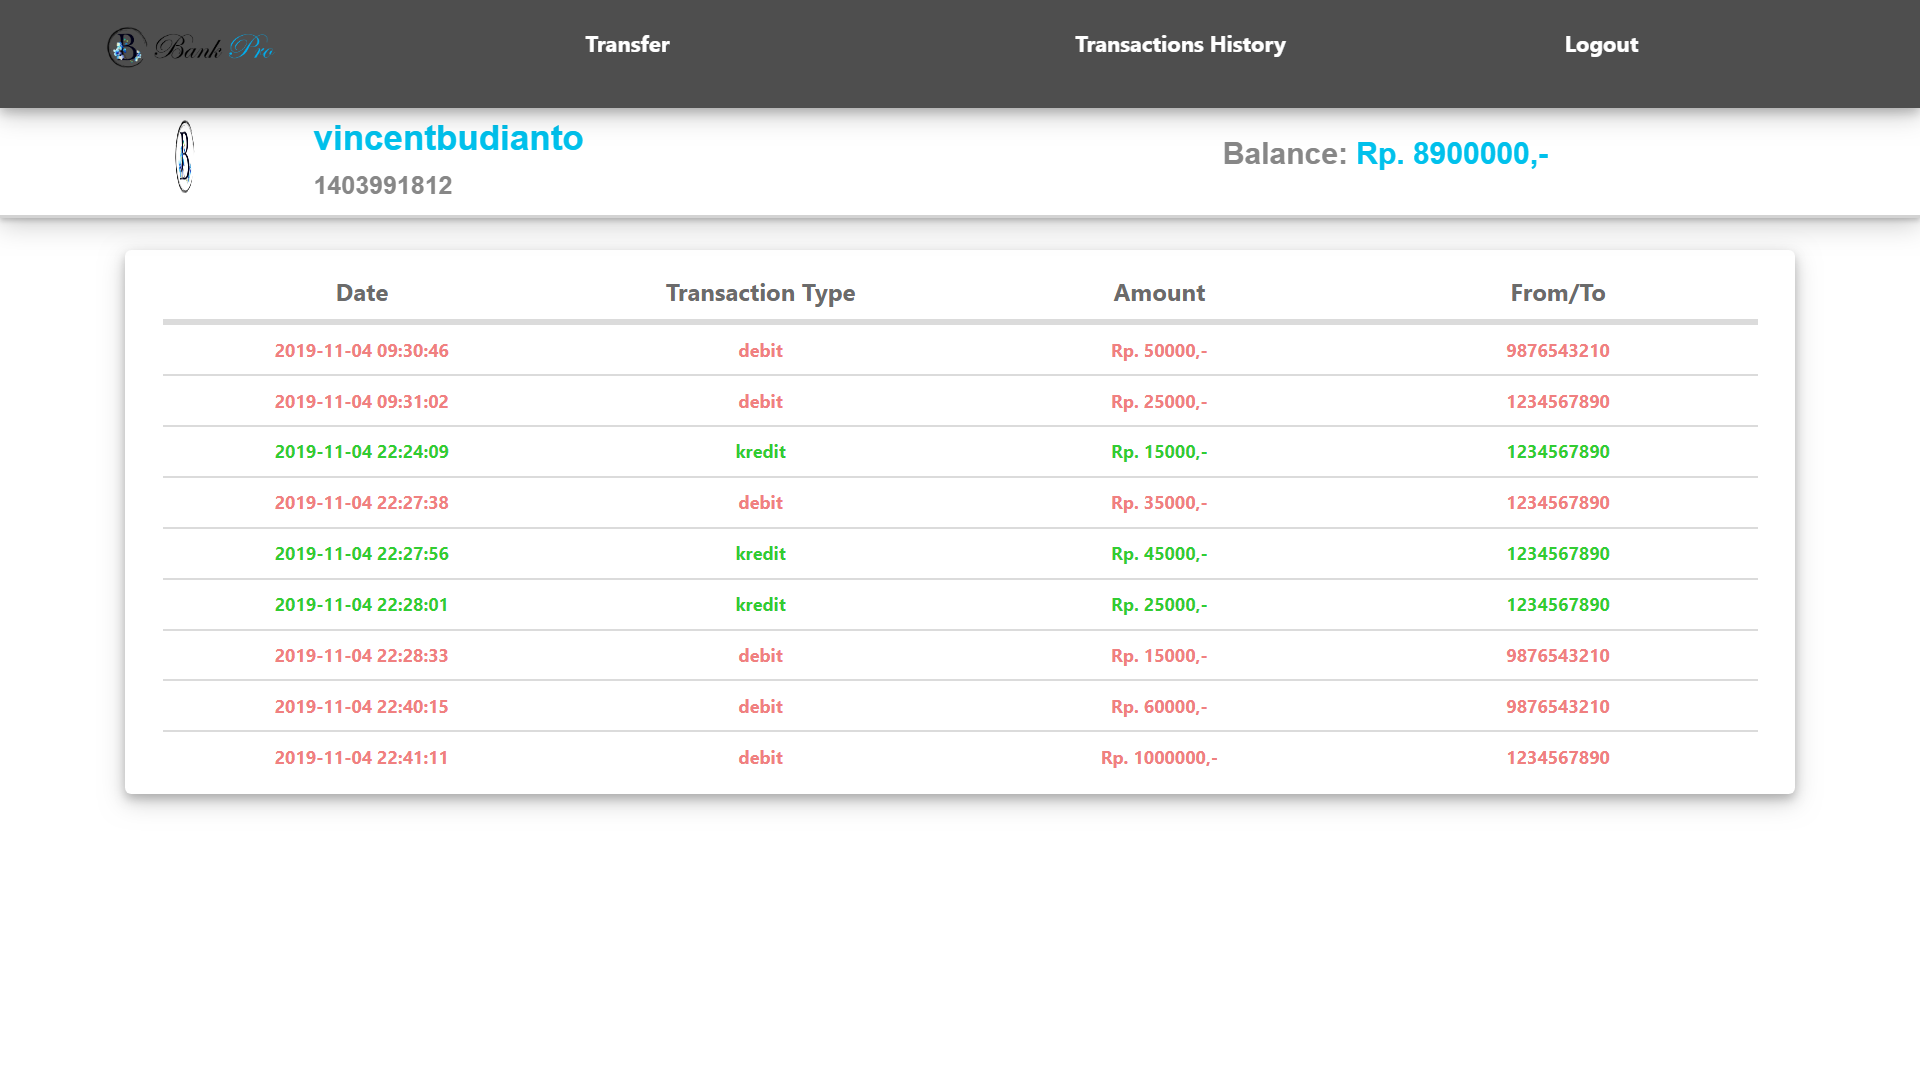 B Bank Pro Transfer Transactions History Logout
B
vincentbudianto
1403991812
Balance: Rp. 8900000,-
Date Transaction Type Amount From/To
2019-11-04 09:30:46 debit Rp. 50000,- 9876543210
2019-11-04 09:31:02 debit Rp. 25000,- 1234567890
2019-11-04 22:24:09 kredit Rp. 15000,- 1234567890
2019-11-04 22:27:38 debit Rp. 35000,- 1234567890
2019-11-04 22:27:56 kredit Rp. 45000,- 1234567890
2019-11-04 22:28:01 kredit Rp. 25000,- 1234567890
2019-11-04 22:28:33 debit Rp. 15000,- 9876543210
2019-11-04 22:40:15 debit Rp. 60000,- 9876543210
2019-11-04 22:41:11 debit Rp. 1000000,- 1234567890